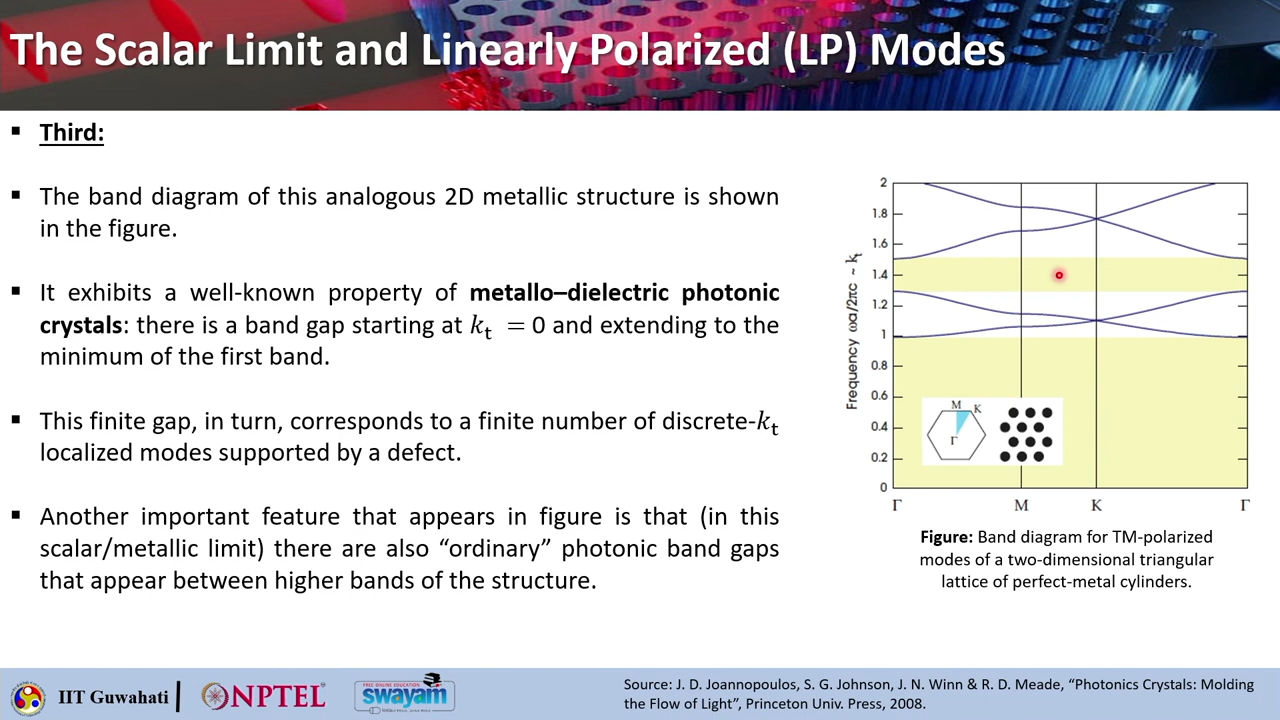 The Scalar Limit and Linearly Polarized (LP) Modes
▪ Third:
▪ The band diagram of this analogous 2D metallic structure is shown
in the figure.
▪ It exhibits a well-known property of metallo–dielectric photonic
crystals: there is a band gap starting at kt = 0 and extending to the
minimum of the first band.
▪ This finite gap, in turn, corresponds to a finite number of discrete-kt
localized modes supported by a defect.
▪ Another important feature that appears in figure is that (in this
scalar/metallic limit) there are also “ordinary” photonic band gaps
that appear between higher bands of the structure.
Frequency ωa/2πc ~ kt
2
1.8
1.6
1.4
1.2
1
0.8
0.6
0.4
0.2
0
M
K
Γ
Γ M K Γ
Figure: Band diagram for TM-polarized
modes of a two-dimensional triangular
lattice of perfect-metal cylinders.
IIT Guwahati
NPTEL
FREE ONLINE EDUCATION
swayam
Source: J. D. Joannopoulos, S. G. Johnson, J. N. Winn & R. D. Meade, “Photonics Crystals: Molding
the Flow of Light”, Princeton Univ. Press, 2008.